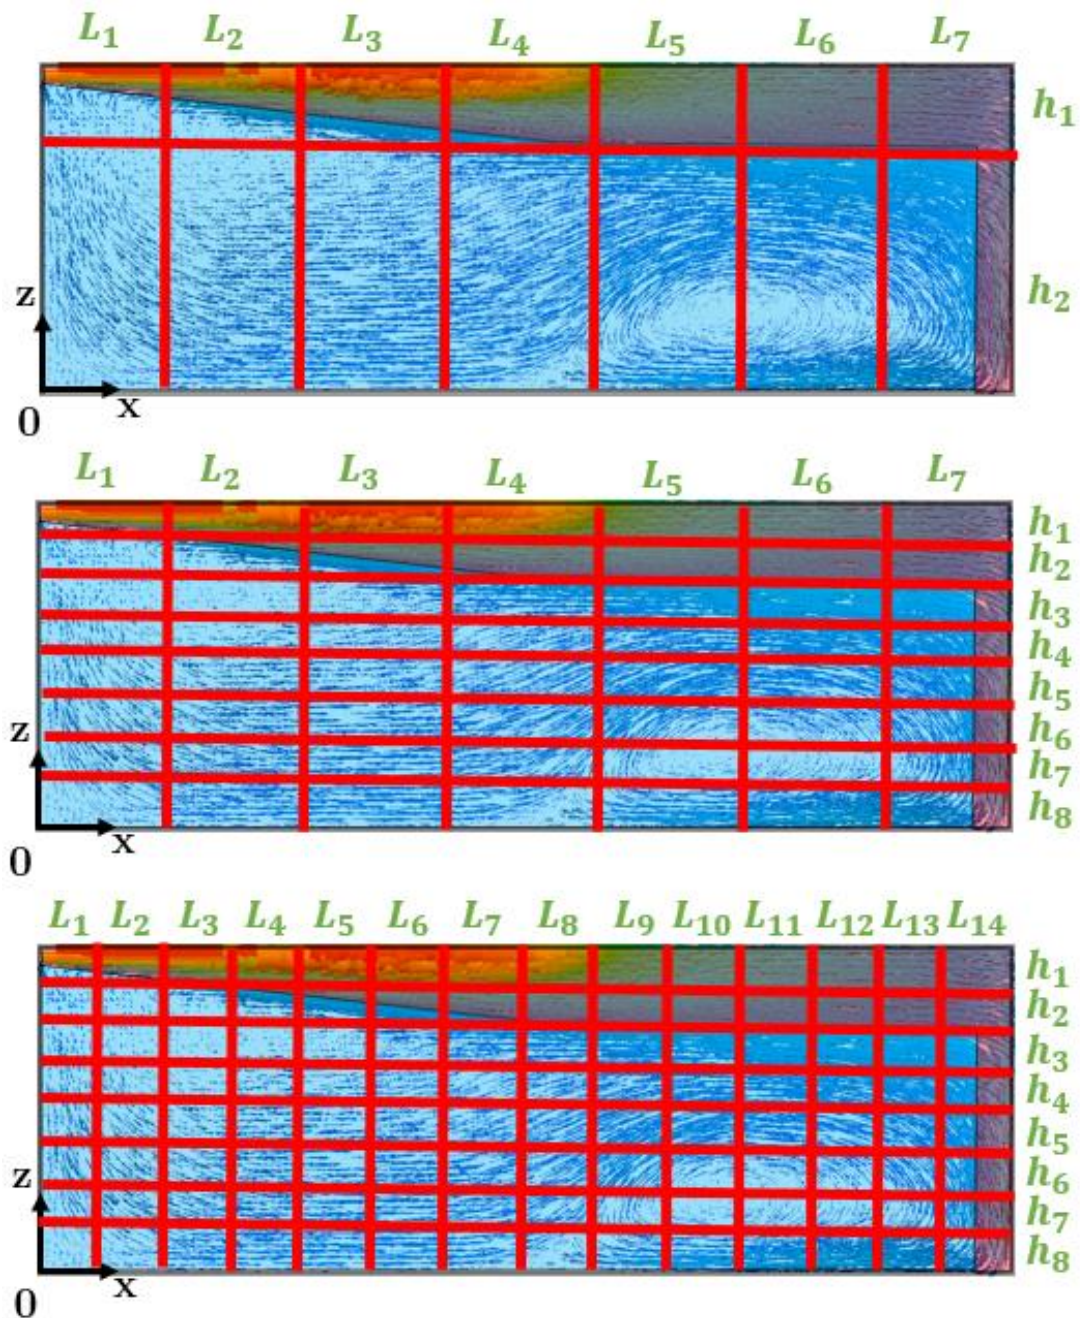 L₁ L₂ L₃ L₄ L₅ L₆ L₇
h₁
h₂
z
x
0
L₁ L₂ L₃ L₄ L₅ L₆ L₇
h₁
h₂
h₃
h₄
h₅
h₆
z
h₇
h₈
x
0
L₁ L₂ L₃ L₄ L₅ L₆ L₇ L₈ L₉ L₁₀ L₁₁ L₁₂ L₁₃ L₁₄
h₁
h₂
h₃
h₄
h₅
h₆
z
h₇
h₈
x
0